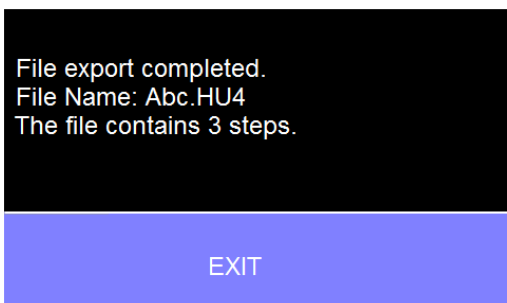 File export completed.
File Name: Abc.HU4
The file contains 3 steps.
EXIT